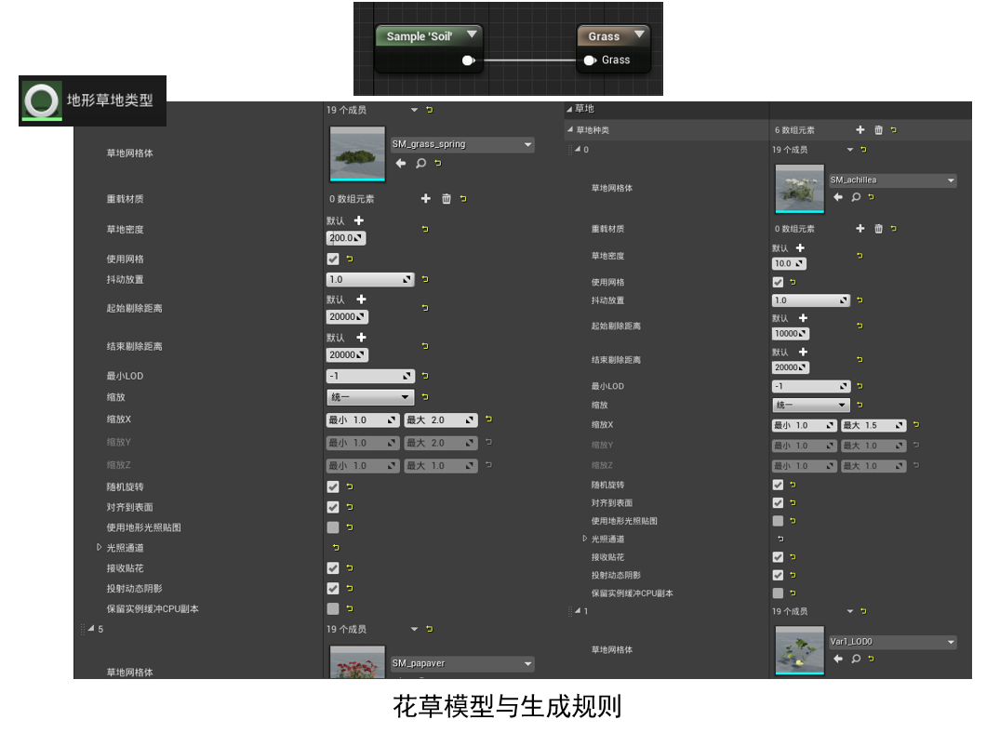 Sample 'Soil'
Grass
Grass
地形草地类型
19 个成员
草地网格体
SM_grass_spring
重载材质
0 数组元素
草地密度
默认
200.0
使用网格
抖动放置
1.0
起始剔除距离
默认
20000
结束剔除距离
默认
20000
最小LOD
-1
缩放
统一
缩放X
最小 1.0
最大 2.0
缩放Y
最小 1.0
最大 2.0
缩放Z
最小 1.0
最大 1.0
随机旋转
对齐到表面
使用地形光照贴图
光照通道
接收贴花
投射动态阴影
保留实例缓冲CPU副本
5
19 个成员
草地网格体
SM_papaver
草地
草地种类
6 数组元素
0
19 个成员
草地网格体
SM_achillea
重载材质
0 数组元素
草地密度
默认
10.0
使用网格
抖动放置
1.0
起始剔除距离
默认
10000
结束剔除距离
默认
20000
最小LOD
-1
缩放
统一
缩放X
最小 1.0
最大 1.5
缩放Y
最小 1.0
最大 1.0
缩放Z
最小 1.0
最大 1.0
随机旋转
对齐到表面
使用地形光照贴图
光照通道
接收贴花
投射动态阴影
保留实例缓冲CPU副本
1
19 个成员
草地网格体
Var1_LOD0
花草模型与生成规则